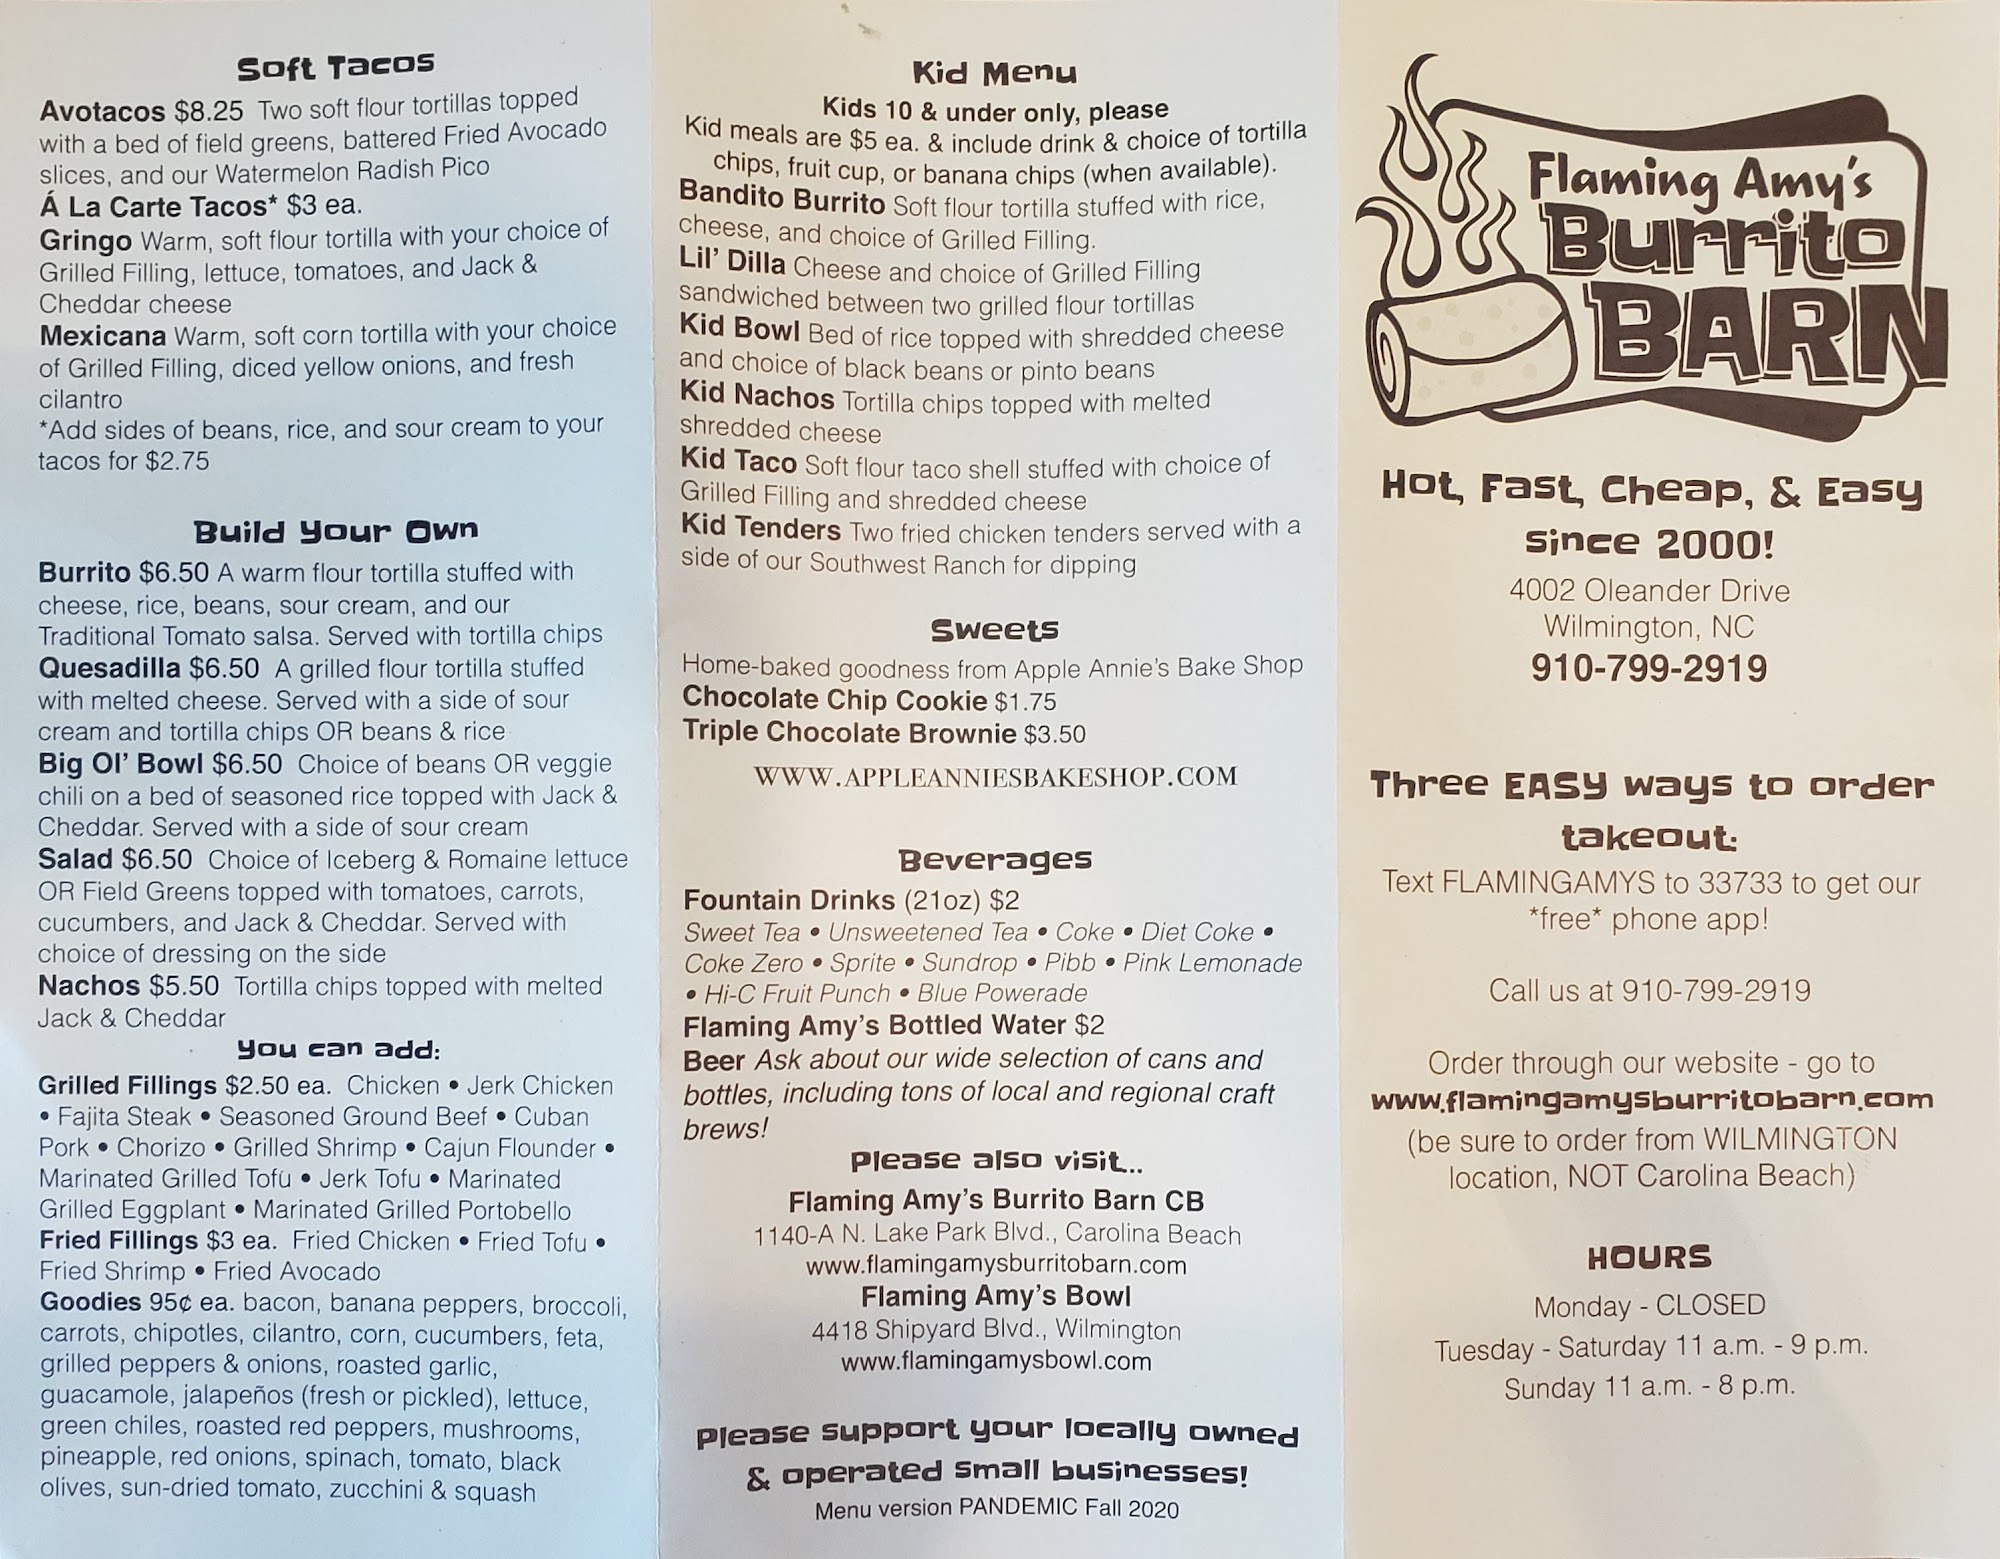 Soft Tacos
Avotacos $8.25 Two soft flour tortillas topped
with a bed of field greens, battered Fried Avocado
slices, and our Watermelon Radish Pico
Á La Carte Tacos* $3 ea.
Gringo Warm, soft flour tortilla with your choice of
Grilled Filling, lettuce, tomatoes, and Jack &
Cheddar cheese
Mexicana Warm, soft corn tortilla with your choice
of Grilled Filling, diced yellow onions, and fresh
cilantro
*Add sides of beans, rice, and sour cream to your
tacos for $2.75
Build Your Own
Burrito $6.50 A warm flour tortilla stuffed with
cheese, rice, beans, sour cream, and our
Traditional Tomato salsa. Served with tortilla chips
Quesadilla $6.50 A grilled flour tortilla stuffed
with melted cheese. Served with a side of sour
cream and tortilla chips OR beans & rice
Big Ol' Bowl $6.50 Choice of beans OR veggie
chili on a bed of seasoned rice topped with Jack &
Cheddar. Served with a side of sour cream
Salad $6.50 Choice of Iceberg & Romaine lettuce
OR Field Greens topped with tomatoes, carrots,
cucumbers, and Jack & Cheddar. Served with
choice of dressing on the side
Nachos $5.50 Tortilla chips topped with melted
Jack & Cheddar
You can add:
Grilled Fillings $2.50 ea. Chicken • Jerk Chicken
• Fajita Steak • Seasoned Ground Beef • Cuban
Pork • Chorizo • Grilled Shrimp • Cajun Flounder •
Marinated Grilled Tofu • Jerk Tofu • Marinated
Grilled Eggplant • Marinated Grilled Portobello
Fried Fillings $3 ea. Fried Chicken • Fried Tofu •
Fried Shrimp • Fried Avocado
Goodies 95¢ ea. bacon, banana peppers, broccoli,
carrots, chipotles, cilantro, corn, cucumbers, feta,
grilled peppers & onions, roasted garlic,
guacamole, jalapeños (fresh or pickled), lettuce,
green chiles, roasted red peppers, mushrooms,
pineapple, red onions, spinach, tomato, black
olives, sun-dried tomato, zucchini & squash
Kid Menu
Kids 10 & under only, please
Kid meals are $5 ea. & include drink & choice of tortilla
chips, fruit cup, or banana chips (when available).
Bandito Burrito Soft flour tortilla stuffed with rice,
cheese, and choice of Grilled Filling.
Lil' Dilla Cheese and choice of Grilled Filling
sandwiched between two grilled flour tortillas
Kid Bowl Bed of rice topped with shredded cheese
and choice of black beans or pinto beans
Kid Nachos Tortilla chips topped with melted
shredded cheese
Kid Taco Soft flour taco shell stuffed with choice of
Grilled Filling and shredded cheese
Kid Tenders Two fried chicken tenders served with a
side of our Southwest Ranch for dipping
Sweets
Home-baked goodness from Apple Annie's Bake Shop
Chocolate Chip Cookie $1.75
Triple Chocolate Brownie $3.50
WWW.APPLEANNIESBAKESHOP.COM
Beverages
Fountain Drinks (21oz) $2
Sweet Tea • Unsweetened Tea • Coke • Diet Coke •
Coke Zero • Sprite • Sundrop • Pibb • Pink Lemonade
• Hi-C Fruit Punch • Blue Powerade
Flaming Amy's Bottled Water $2
Beer Ask about our wide selection of cans and
bottles, including tons of local and regional craft
brews!
Please also visit...
Flaming Amy's Burrito Barn CB
1140-A N. Lake Park Blvd., Carolina Beach
www.flamingamysburritobarn.com
Flaming Amy's Bowl
4418 Shipyard Blvd., Wilmington
www.flamingamysbowl.com
Please support your locally owned
& operated small businesses!
Menu version PANDEMIC Fall 2020
Flaming Amy's
Burrito
BARN
Hot, Fast, Cheap, & Easy
Since 2000!
4002 Oleander Drive
Wilmington, NC
910-799-2919
Three EASY ways to order
takeout:
Text FLAMINGAMYS to 33733 to get our
*free* phone app!
Call us at 910-799-2919
Order through our website - go to
www.flamingamysburritobarn.com
(be sure to order from WILMINGTON
location, NOT Carolina Beach)
HOURS
Monday - CLOSED
Tuesday - Saturday 11 a.m. - 9 p.m.
Sunday 11 a.m. - 8 p.m.